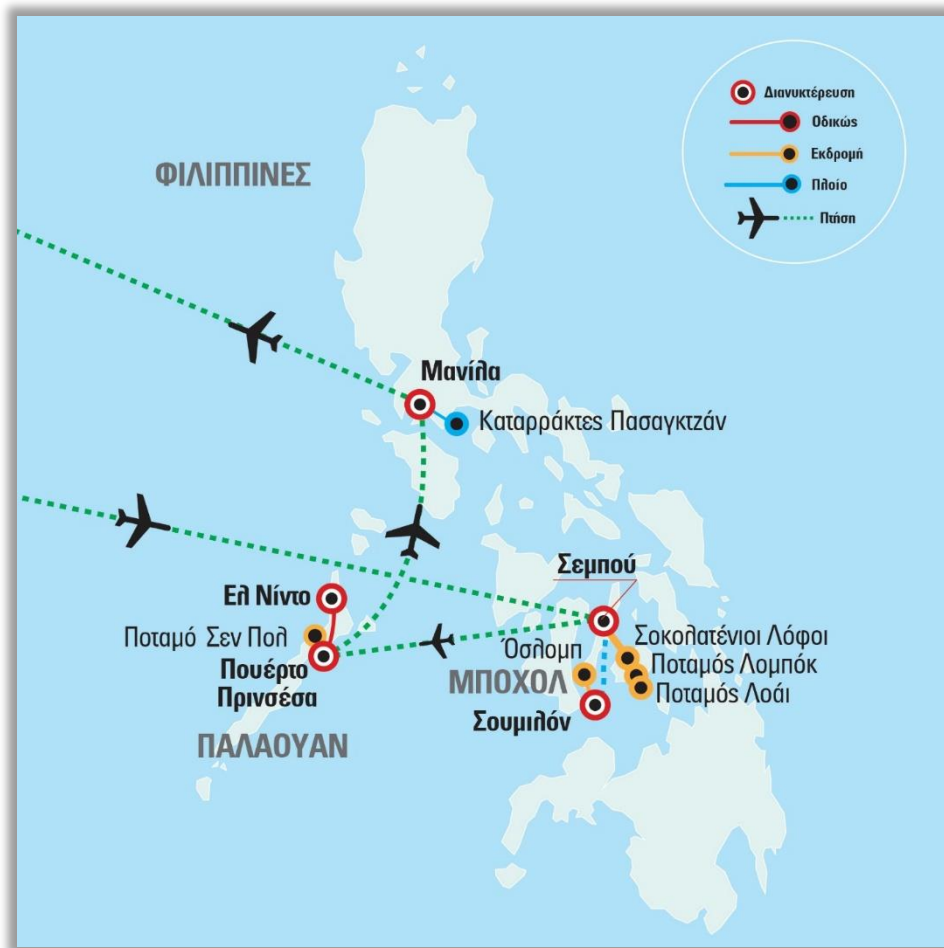 Διανυκτέρευση
Οδικώς
Εκδρομή
Πλοίο
Πτήση
ΦΙΛΙΠΠΙΝΕΣ
Μανίλα
Καταρράκτες Πασαγκτζάν
Σεμπού
Ελ Νίντο
Ποταμό Σεν Πολ
Πουέρτο
Πρινσέσα
ΠΑΛΑΟΥΑΝ
Όσλομπ
ΜΠΟΧΟΛ
Σουμιλόν
Σοκολατένιοι Λόφοι
Ποταμός Λομπόκ
Ποταμός Λοάι